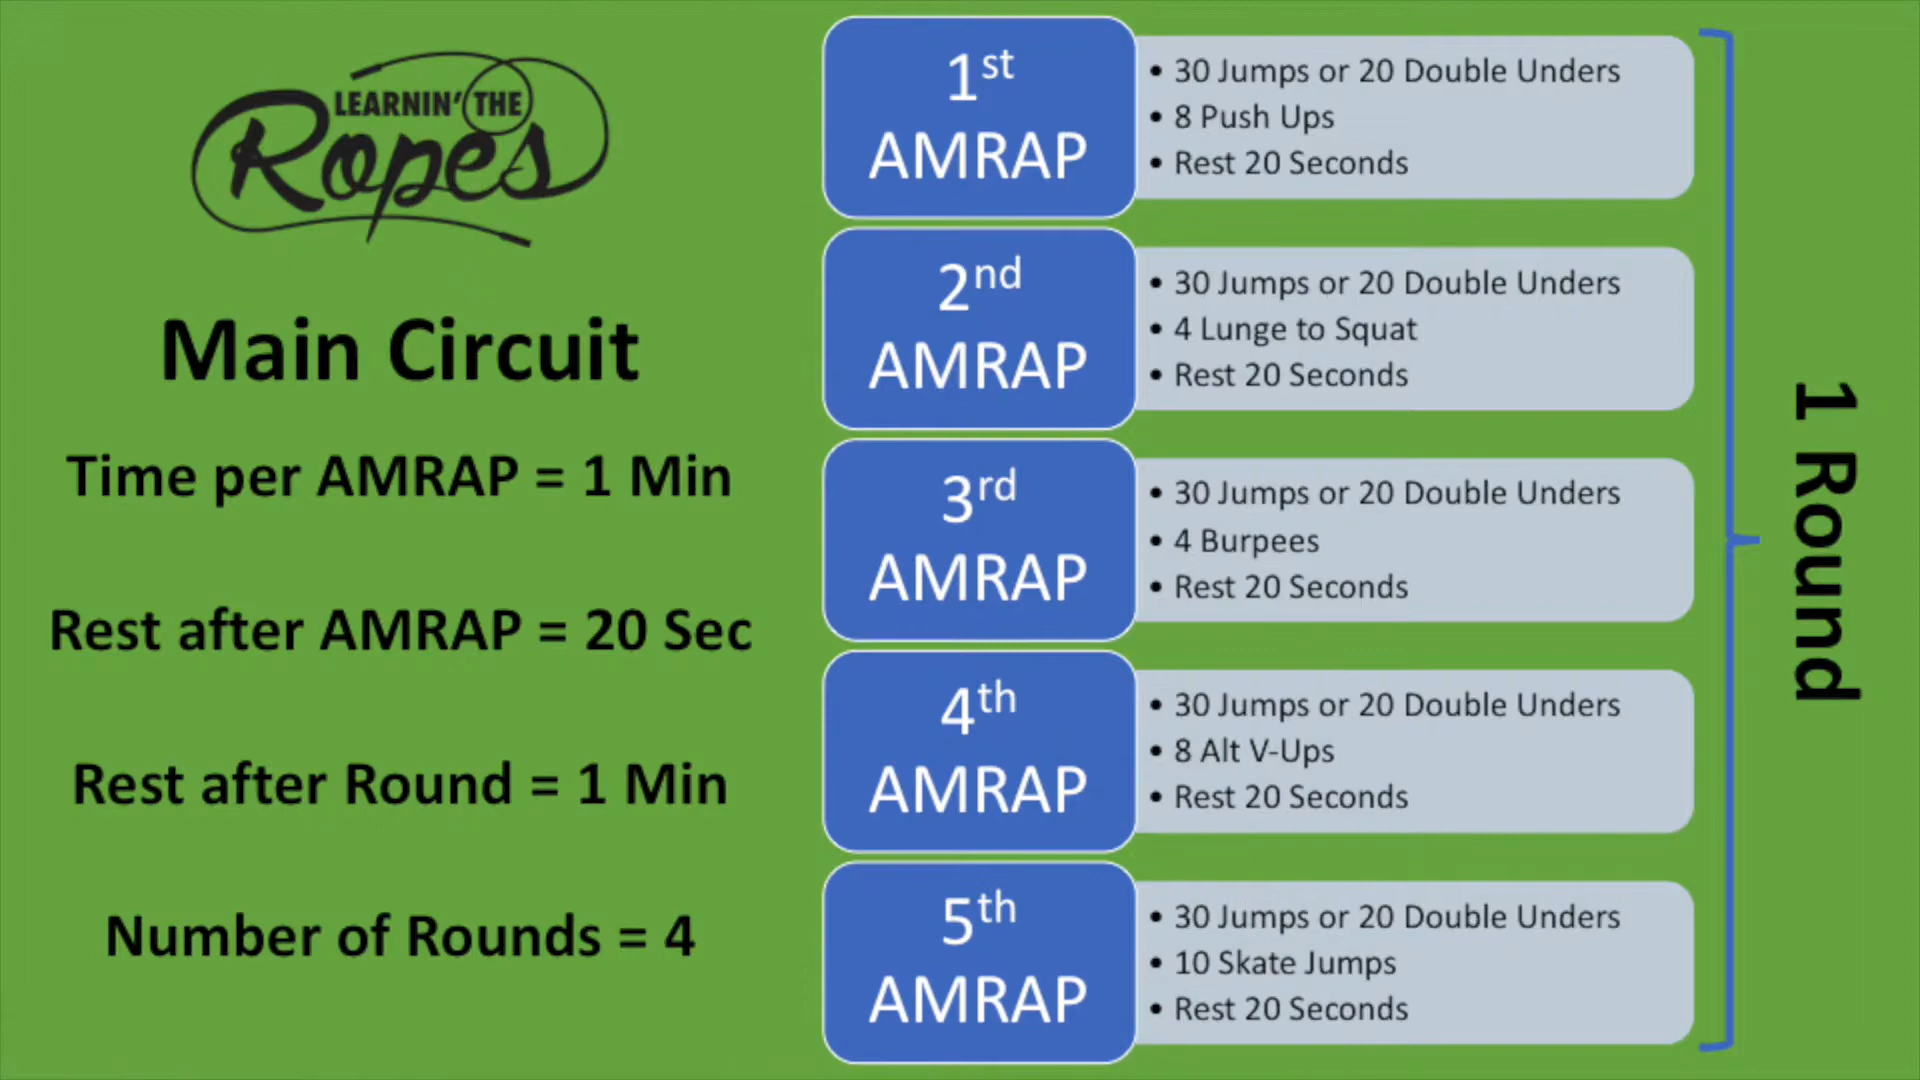 LEARNIN' THE
Ropes
Main Circuit
Time per AMRAP = 1 Min
Rest after AMRAP = 20 Sec
Rest after Round = 1 Min
Number of Rounds = 4
1st
AMRAP
• 30 Jumps or 20 Double Unders
• 8 Push Ups
• Rest 20 Seconds
2nd
AMRAP
• 30 Jumps or 20 Double Unders
• 4 Lunge to Squat
• Rest 20 Seconds
3rd
AMRAP
• 30 Jumps or 20 Double Unders
• 4 Burpees
• Rest 20 Seconds
4th
AMRAP
• 30 Jumps or 20 Double Unders
• 8 Alt V-Ups
• Rest 20 Seconds
5th
AMRAP
• 30 Jumps or 20 Double Unders
• 10 Skate Jumps
• Rest 20 Seconds
1 Round